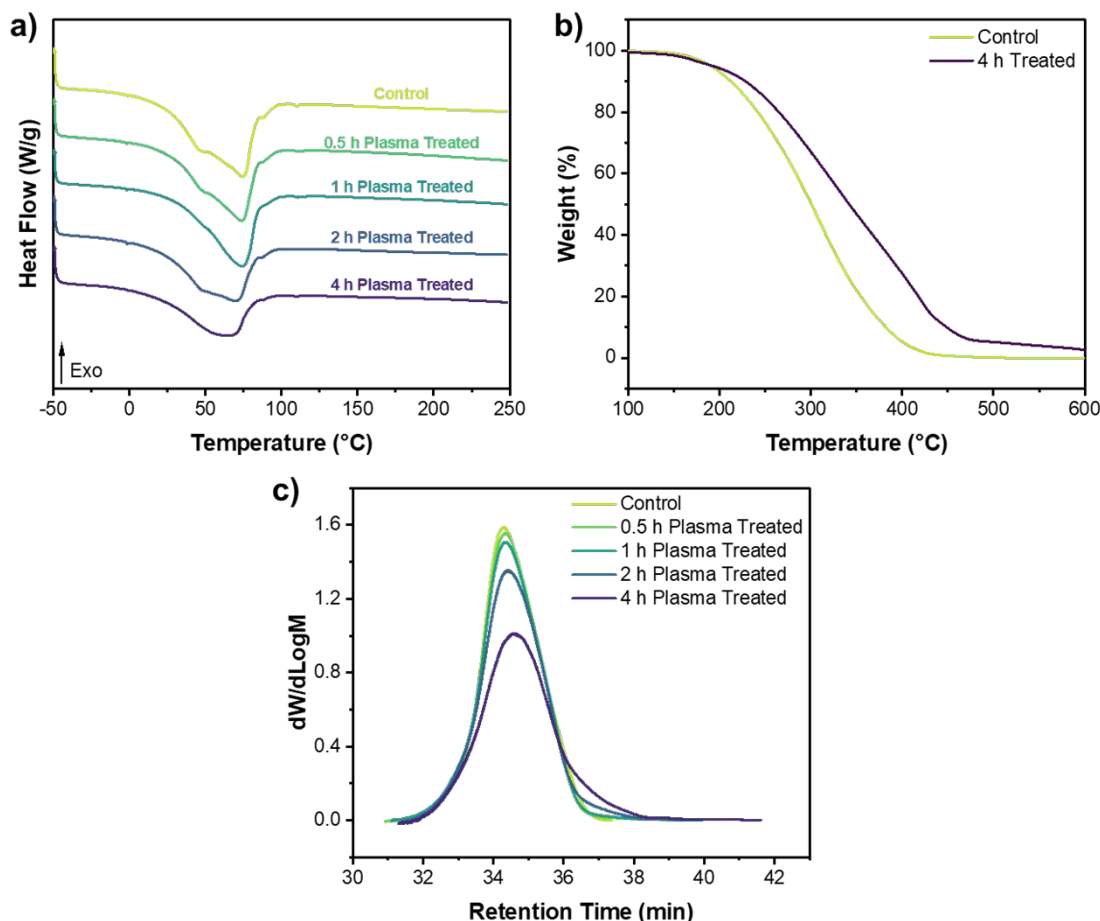 a)
Heat Flow (W/g)
Control
0.5 h Plasma Treated
1 h Plasma Treated
2 h Plasma Treated
4 h Plasma Treated
Exo
-50 0 50 100 150 200 250
Temperature (°C)
b)
Weight (%)
Control
4 h Treated
100
80
60
40
20
0
100 200 300 400 500 600
Temperature (°C)
c)
dW/dLogM
Control
0.5 h Plasma Treated
1 h Plasma Treated
2 h Plasma Treated
4 h Plasma Treated
1.6
1.2
0.8
0.4
0.0
30 32 34 36 38 40 42
Retention Time (min)